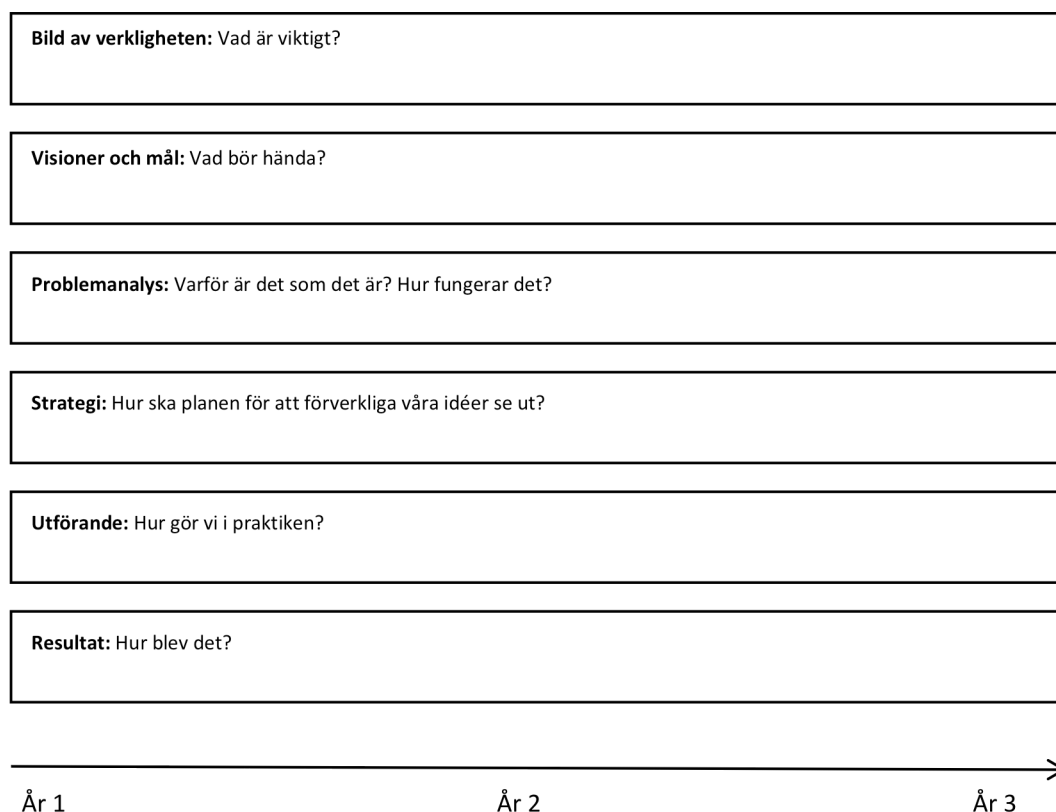 Bild av verkligheten: Vad är viktigt?
Visioner och mål: Vad bör hända?
Problemanalys: Varför är det som det är? Hur fungerar det?
Strategi: Hur ska planen för att förverkliga våra idéer se ut?
Utförande: Hur gör vi i praktiken?
Resultat: Hur blev det?
År 1 År 2 År 3